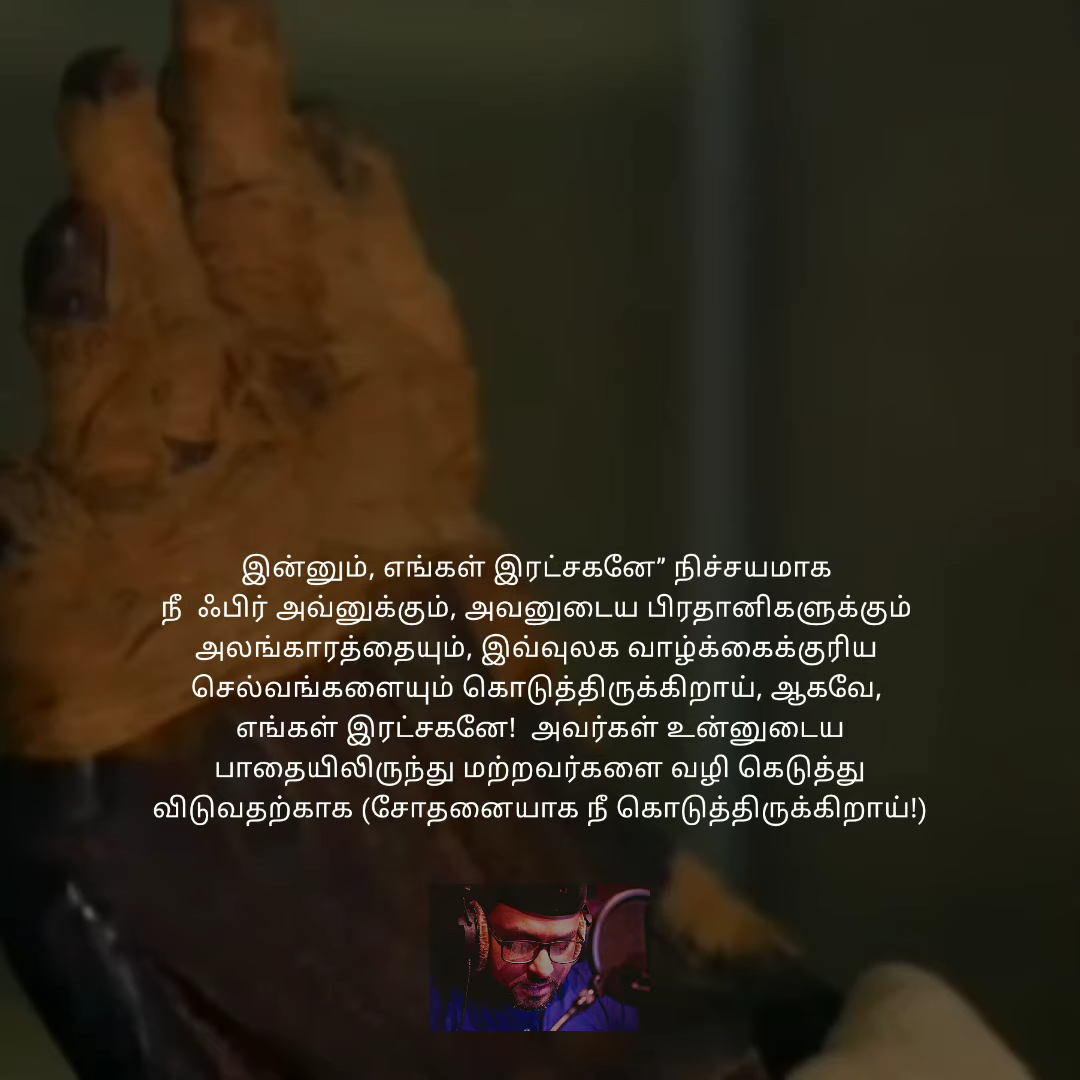 இன்னும், எங்கள் இரட்சகனே” நிச்சயமாக
நீ ஃபிர் அவ்னுக்கும், அவனுடைய பிரதானிகளுக்கும்
அலங்காரத்தையும், இவ்வுலக வாழ்க்கைக்குரிய
செல்வங்களையும் கொடுத்திருக்கிறாய், ஆகவே,
எங்கள் இரட்சகனே! அவர்கள் உன்னுடைய
பாதையிலிருந்து மற்றவர்களை வழி கெடுத்து
விடுவதற்காக (சோதனையாக நீ கொடுத்திருக்கிறாய்!)